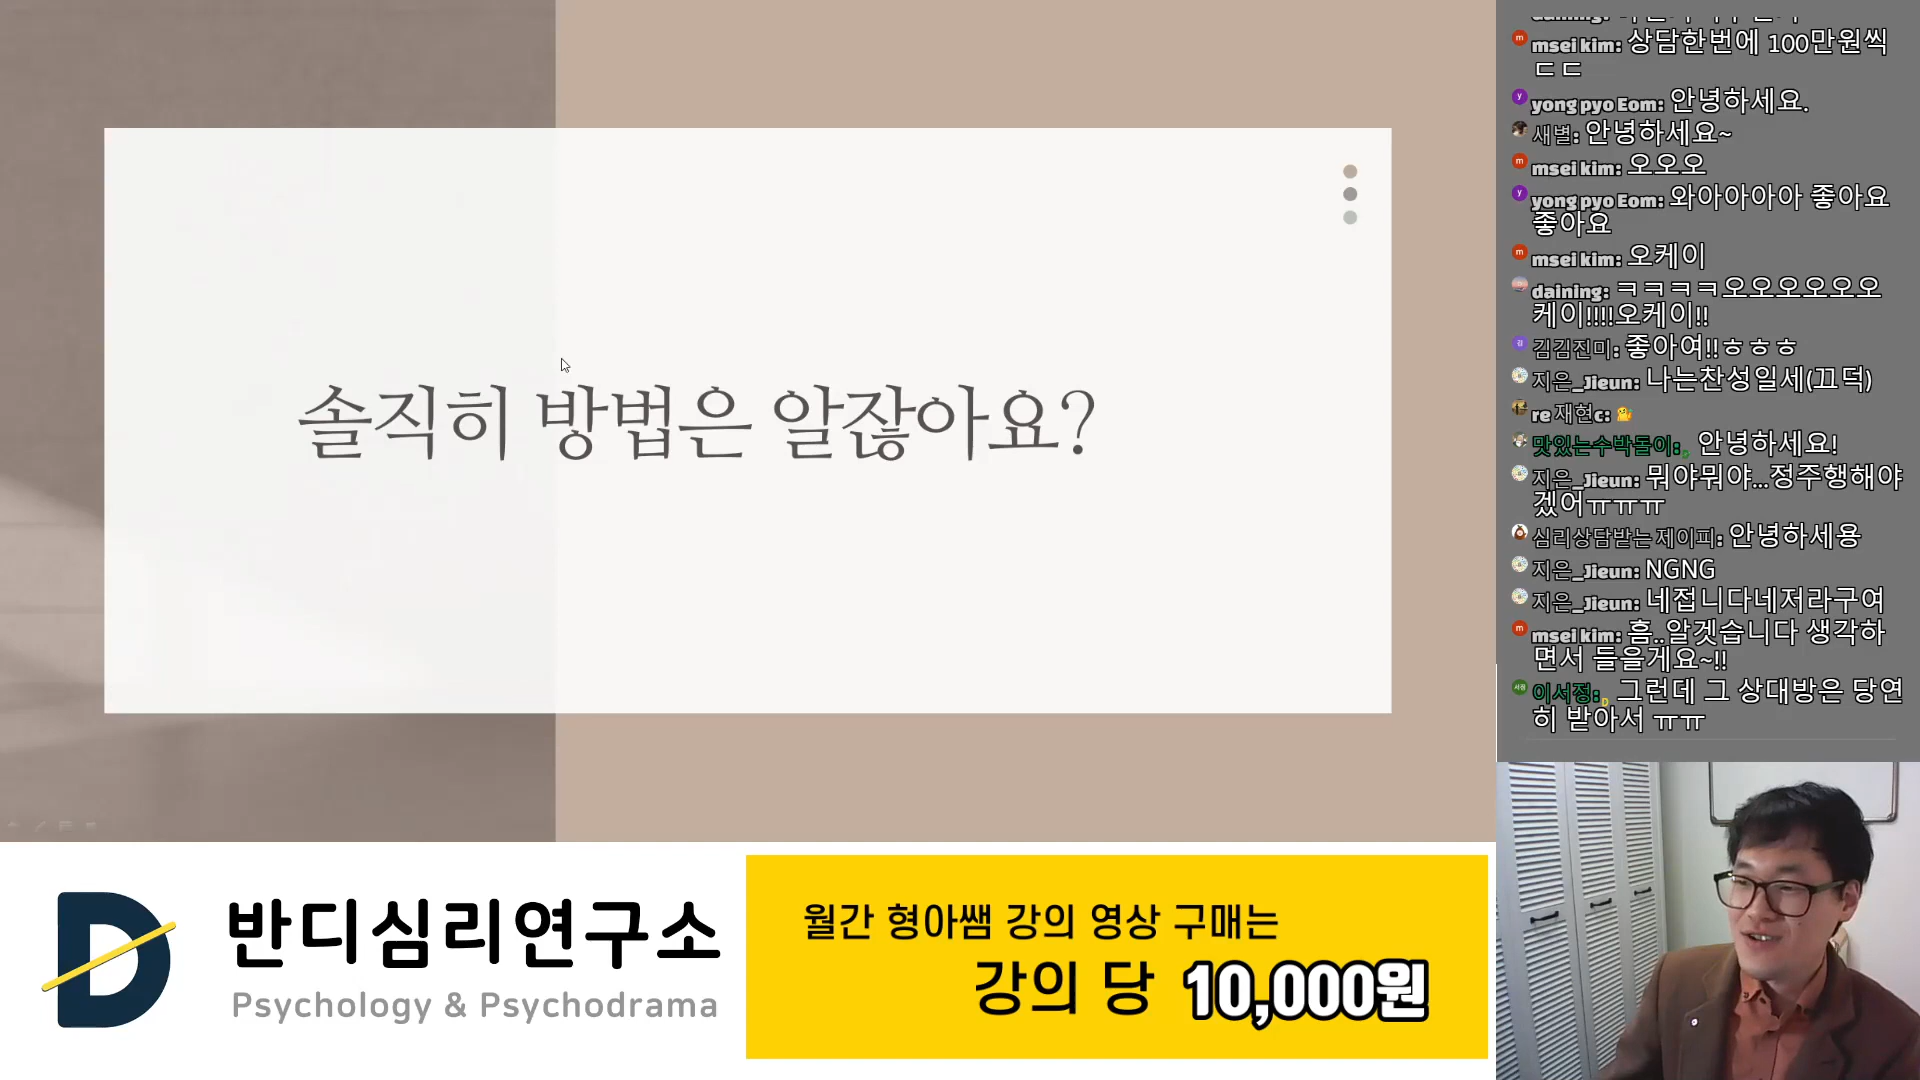 솔직히 방법은 알잖아요?
msei kim: 상담한번에 100만원씩
ㄷㄷ
yong pyo Eom: 안녕하세요.
새별: 안녕하세요~
msei kim: 오오오
yong pyo Eom: 와아아아아 좋아요
좋아요
msei kim: 오케이
daining: ㅋㅋㅋㅋ오오오오오오
케이!!!!오케이!!
김김진미: 좋아여!!ㅎㅎㅎ
지은_Jieun: 나는찬성일세(끄덕)
re 재현c:
맛있는수박돌이: 안녕하세요!
지은_Jieun: 뭐야뭐야...정주행해야
겠어ㅠㅠㅠ
심리상담받는 제이피: 안녕하세용
지은_Jieun: NGNG
지은_Jieun: 네접니다네저라구여
msei kim: 흠..알겟습니다 생각하
면서 들을게요~!!
이서정: 그런데 그 상대방은 당연
히 받아서 ㅠㅠ
반디심리연구소
Psychology & Psychodrama
월간 형아쌤 강의 영상 구매는
강의 당 10,000원